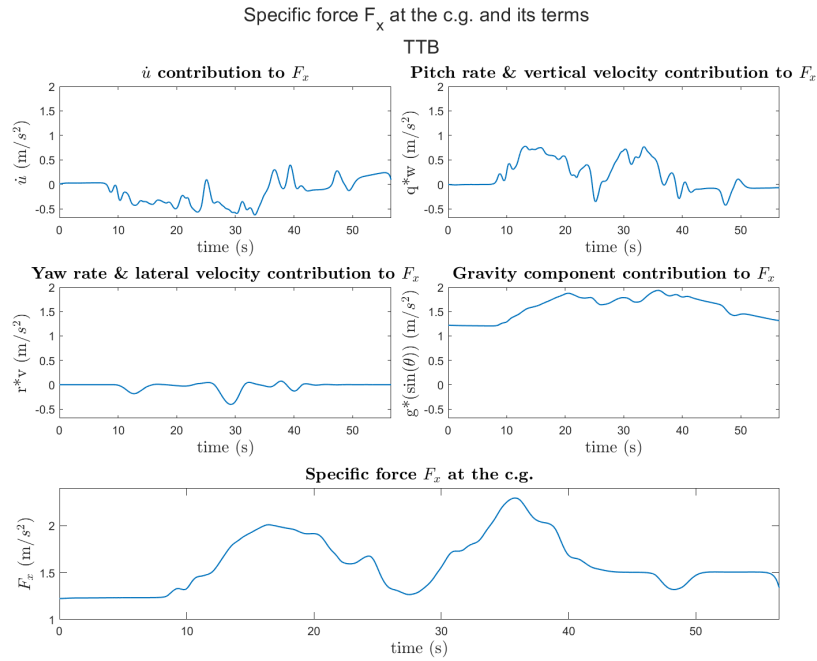 Specific force F_x at the c.g. and its terms
TTB
u̇ contribution to F_x
2
1.5
1
0.5
0
-0.5
u̇ (m/s²)
0 10 20 30 40 50
time (s)
Pitch rate & vertical velocity contribution to F_x
2
1.5
1
0.5
0
-0.5
q*w (m/s²)
0 10 20 30 40 50
time (s)
Yaw rate & lateral velocity contribution to F_x
2
1.5
1
0.5
0
-0.5
r*v (m/s²)
0 10 20 30 40 50
time (s)
Gravity component contribution to F_x
2
1.5
1
0.5
0
-0.5
g*(sin(θ)) (m/s²)
0 10 20 30 40 50
time (s)
Specific force F_x at the c.g.
2
1
F_x (m/s²)
0 10 20 30 40 50
time (s)